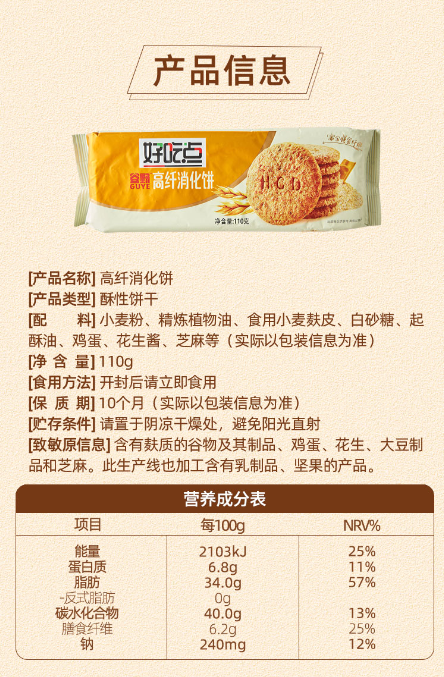 产品信息
好吃点
谷野
GUYE
高纤消化饼
HCD
净含量:110克
[产品名称] 高纤消化饼
[产品类型] 酥性饼干
[配 料] 小麦粉、精炼植物油、食用小麦麸皮、白砂糖、起
酥油、鸡蛋、花生酱、芝麻等（实际以包装信息为准）
[净 含 量] 110g
[食用方法] 开封后请立即食用
[保 质 期] 10个月（实际以包装信息为准）
[贮存条件] 请置于阴凉干燥处，避免阳光直射
[致敏原信息] 含有麸质的谷物及其制品、鸡蛋、花生、大豆制
品和芝麻。此生产线也加工含有乳制品、坚果的产品。
营养成分表
项目 每100g NRV%
能量 2103kJ 25%
蛋白质 6.8g 11%
脂肪 34.0g 57%
-反式脂肪 0g
碳水化合物 40.0g 13%
膳食纤维 6.2g 25%
钠 240mg 12%